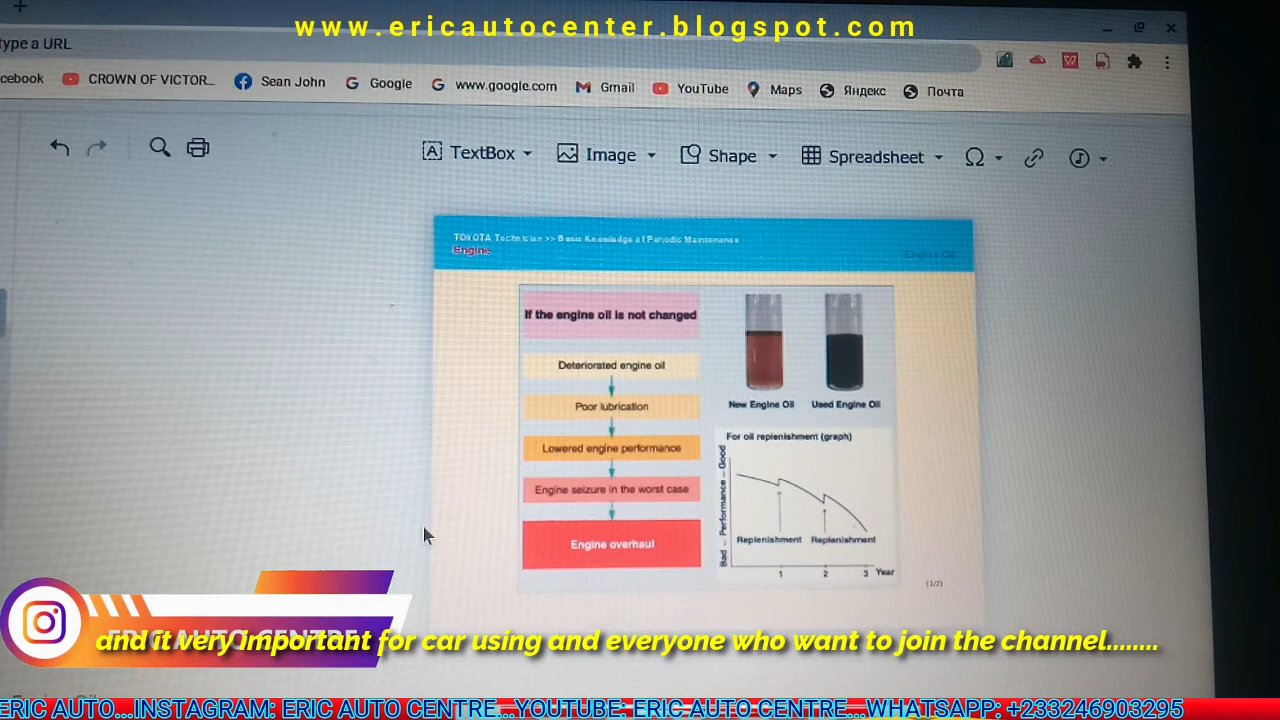 www.ericautocenter.blogspot.com
type a URL
cebook
CROWN OF VICTOR...
Sean John
Google
www.google.com
Gmail
YouTube
Maps
Яндекс
Почта
TextBox
Image
Shape
Spreadsheet
TOYOTA Technician >> Basic Knowledge of Periodic Maintenance
Engine
Engine Oil
If the engine oil is not changed
Deteriorated engine oil
Poor lubrication
Lowered engine performance
Engine seizure in the worst case
Engine overhaul
New Engine Oil
Used Engine Oil
For oil replenishment (graph)
Bad ← Performance → Good
Replenishment
Replenishment
1 2 3 Year
(1/2)
ERIC AUTO CENTRE
and it very important for car using and everyone who want to join the channel........
ERIC AUTO...INSTAGRAM: ERIC AUTO CENTRE...YOUTUBE: ERIC AUTO CENTRE...WHATSAPP: +233246903295